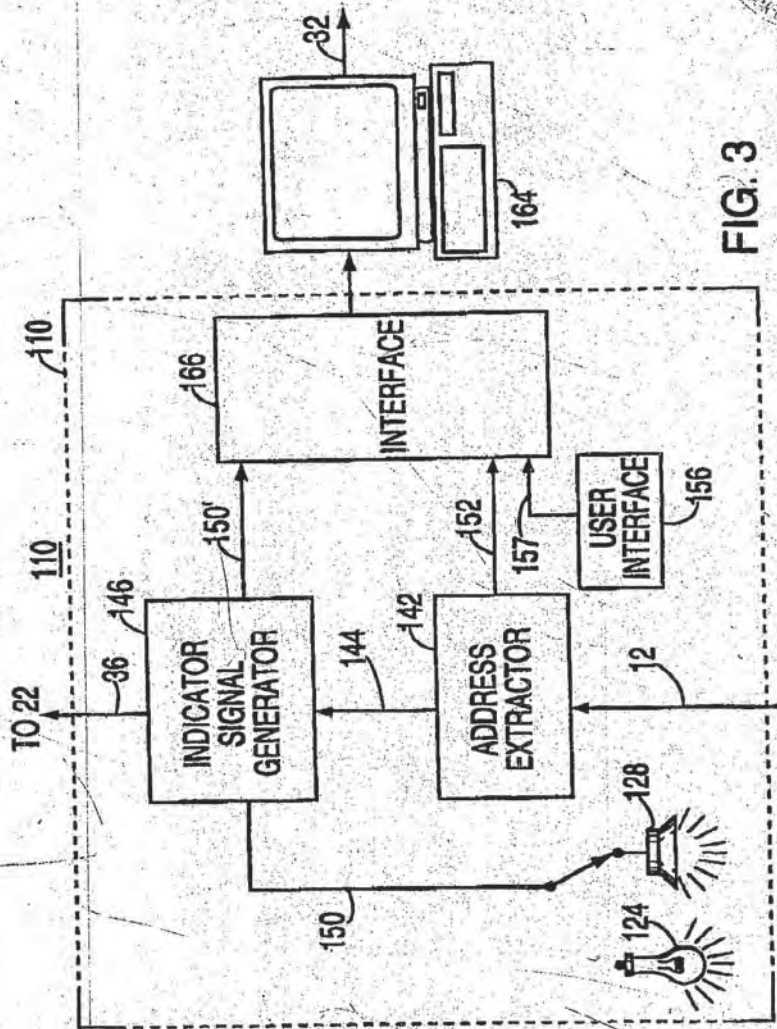 110
110
TO 22
36
146
INDICATOR
SIGNAL
GENERATOR
150'
166
INTERFACE
32
164
144
142
ADDRESS
EXTRACTOR
152
157
USER
INTERFACE
156
150
124
128
12
FIG. 3